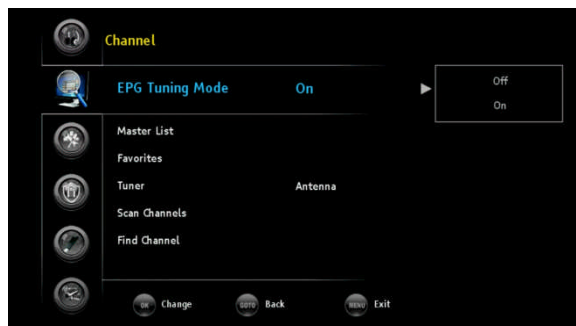 Channel
EPG Tuning Mode On
Off
On
Master List
Favorites
Tuner Antenna
Scan Channels
Find Channel
OK Change GOTO Back MENU Exit